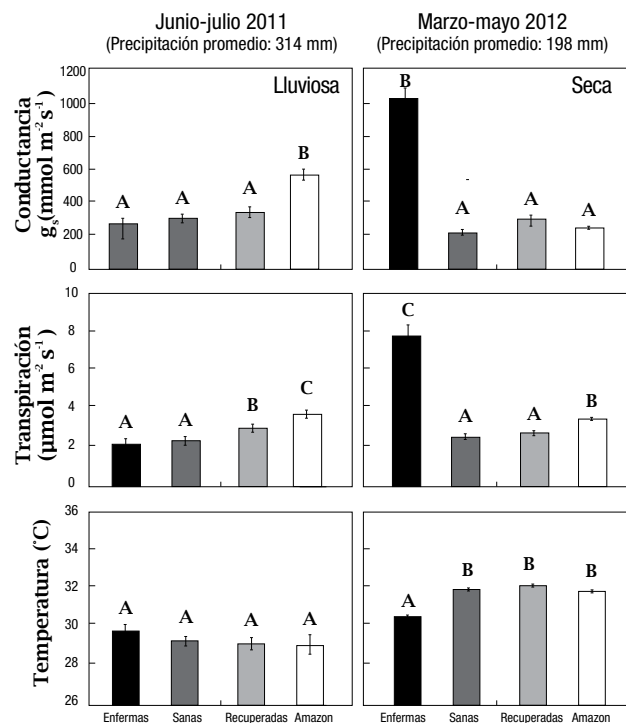 Junio-julio 2011
(Precipitación promedio: 314 mm)
Marzo-mayo 2012
(Precipitación promedio: 198 mm)
Conductancia
gs(mmol m-2 s-1)
1200
1000
800
600
400
200
0
Lluviosa
A
A
A
B
Seca
B
A
A
A
Transpiración
(µmol m-2 s-1)
10
8
6
4
2
0
A
A
B
C
C
A
A
B
Temperatura (°C)
36
34
32
30
28
26
A
A
A
A
A
B
B
B
Enfermas Sanas Recuperadas Amazon
Enfermas Sanas Recuperadas Amazon